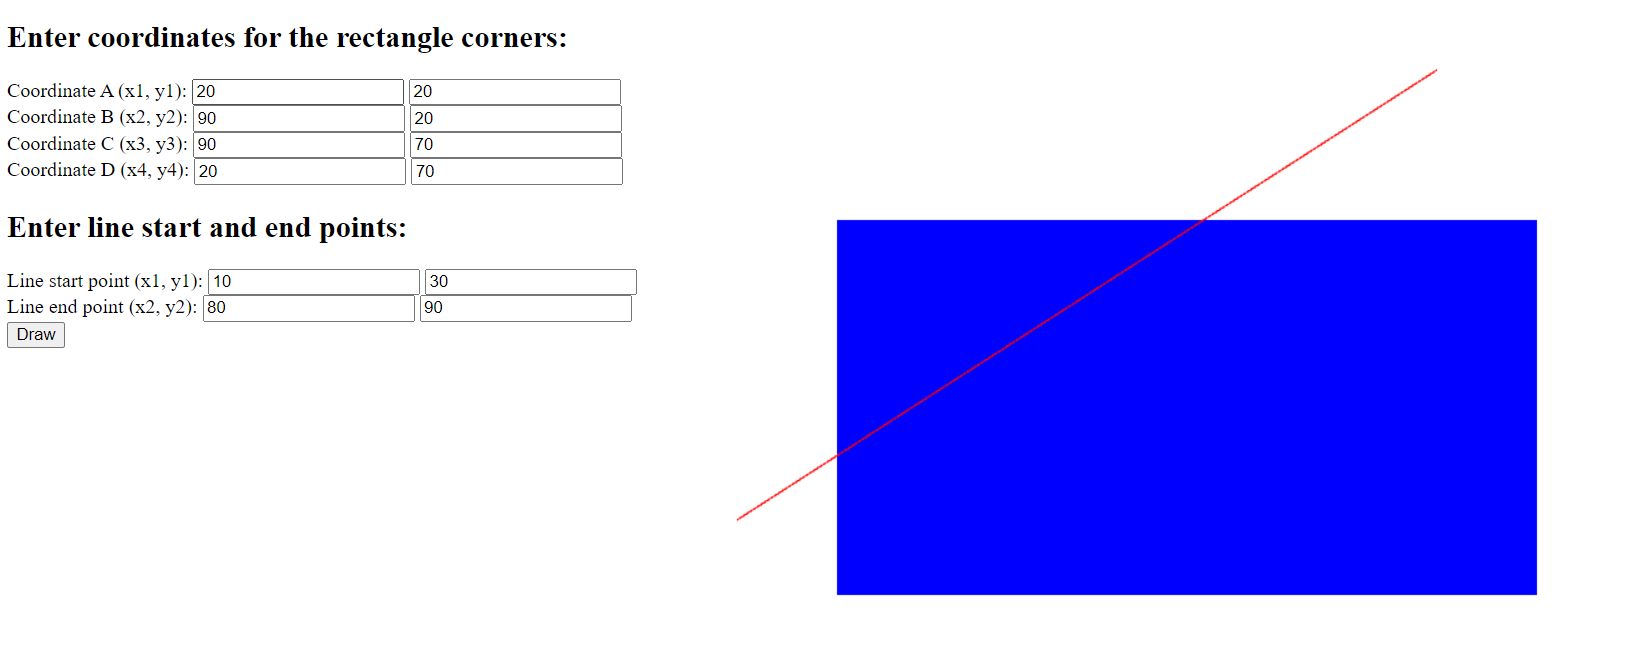 Enter coordinates for the rectangle corners:
Coordinate A (x1, y1): 20 20
Coordinate B (x2, y2): 90 20
Coordinate C (x3, y3): 90 70
Coordinate D (x4, y4): 20 70
Enter line start and end points:
Line start point (x1, y1): 10 30
Line end point (x2, y2): 80 90
Draw